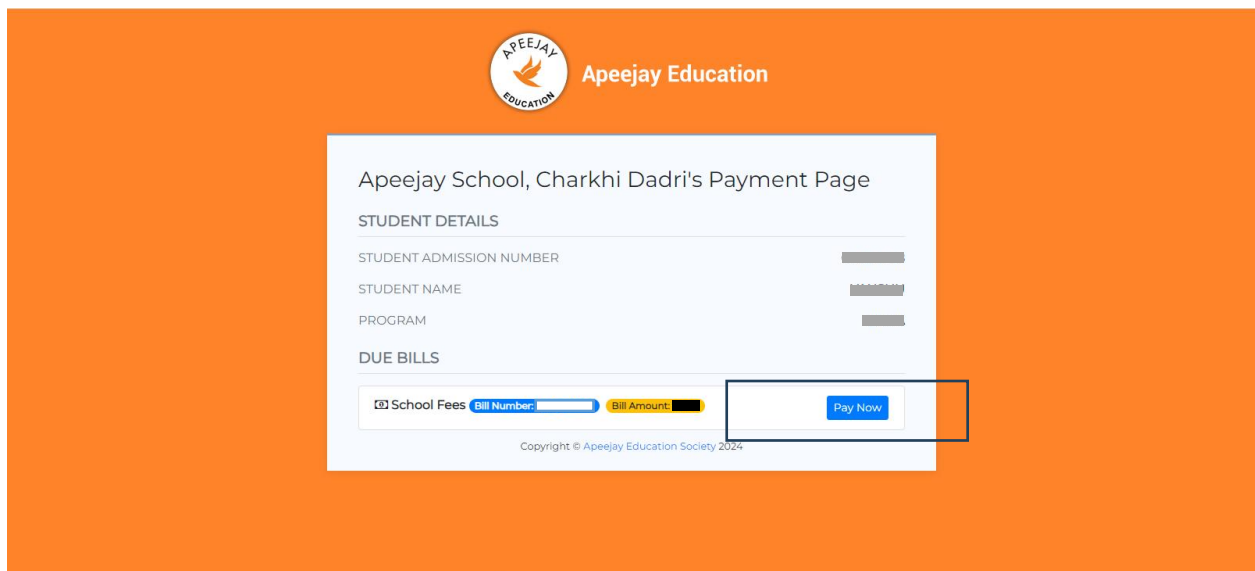 APEEJAY
EDUCATION
Apeejay Education
Apeejay School, Charkhi Dadri's Payment Page
STUDENT DETAILS
STUDENT ADMISSION NUMBER
STUDENT NAME
PROGRAM
DUE BILLS
School Fees Bill Number: Bill Amount: Pay Now
Copyright © Apeejay Education Society 2024